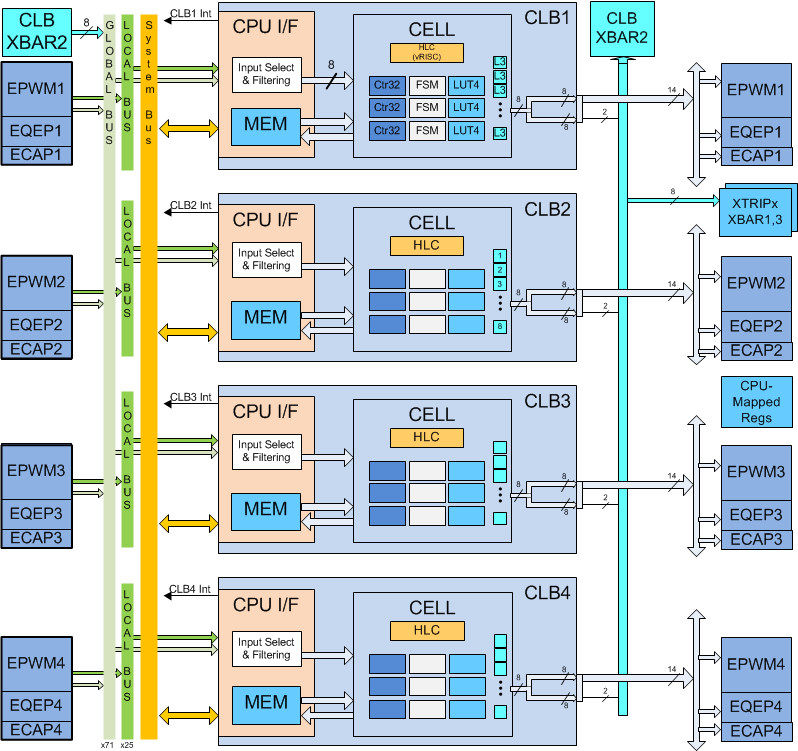 CLB
XBAR2
8
GLOBAL BUS
LOCAL BUS
System Bus
CLB1 Int
CPU I/F
Input Select
& Filtering
MEM
8
CELL
HLC
(vRISC)
Ctr32
FSM
LUT4
Ctr32
FSM
LUT4
Ctr32
FSM
LUT4
L3
L3
L3
L3
CLB1
8
8
8
2
14
CLB
XBAR2
EPWM1
EQEP1
ECAP1
EPWM1
EQEP1
ECAP1
8
XTRIPx
XBAR1,3
LOCAL BUS
CLB2 Int
CPU I/F
Input Select
& Filtering
MEM
CELL
HLC
1
2
3
8
CLB2
8
8
8
2
14
EPWM2
EQEP2
ECAP2
EPWM2
EQEP2
ECAP2
CPU-
Mapped
Regs
LOCAL BUS
CLB3 Int
CPU I/F
Input Select
& Filtering
MEM
CELL
HLC
CLB3
8
8
8
2
14
EPWM3
EQEP3
ECAP3
EPWM3
EQEP3
ECAP3
LOCAL BUS
CLB4 Int
CPU I/F
Input Select
& Filtering
MEM
CELL
HLC
CLB4
8
8
8
2
14
EPWM4
EQEP4
ECAP4
EPWM4
EQEP4
ECAP4
x71
x25